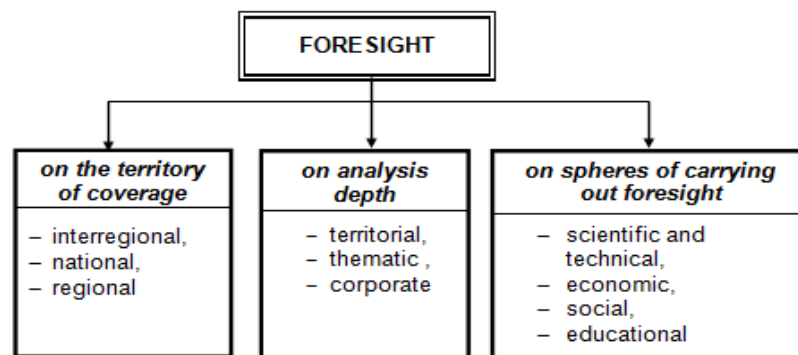 FORESIGHT
on the territory
of coverage
– interregional,
– national,
– regional
on analysis
depth
– territorial,
– thematic ,
– corporate
on spheres of carrying
out foresight
– scientific and
technical,
– economic,
– social,
– educational